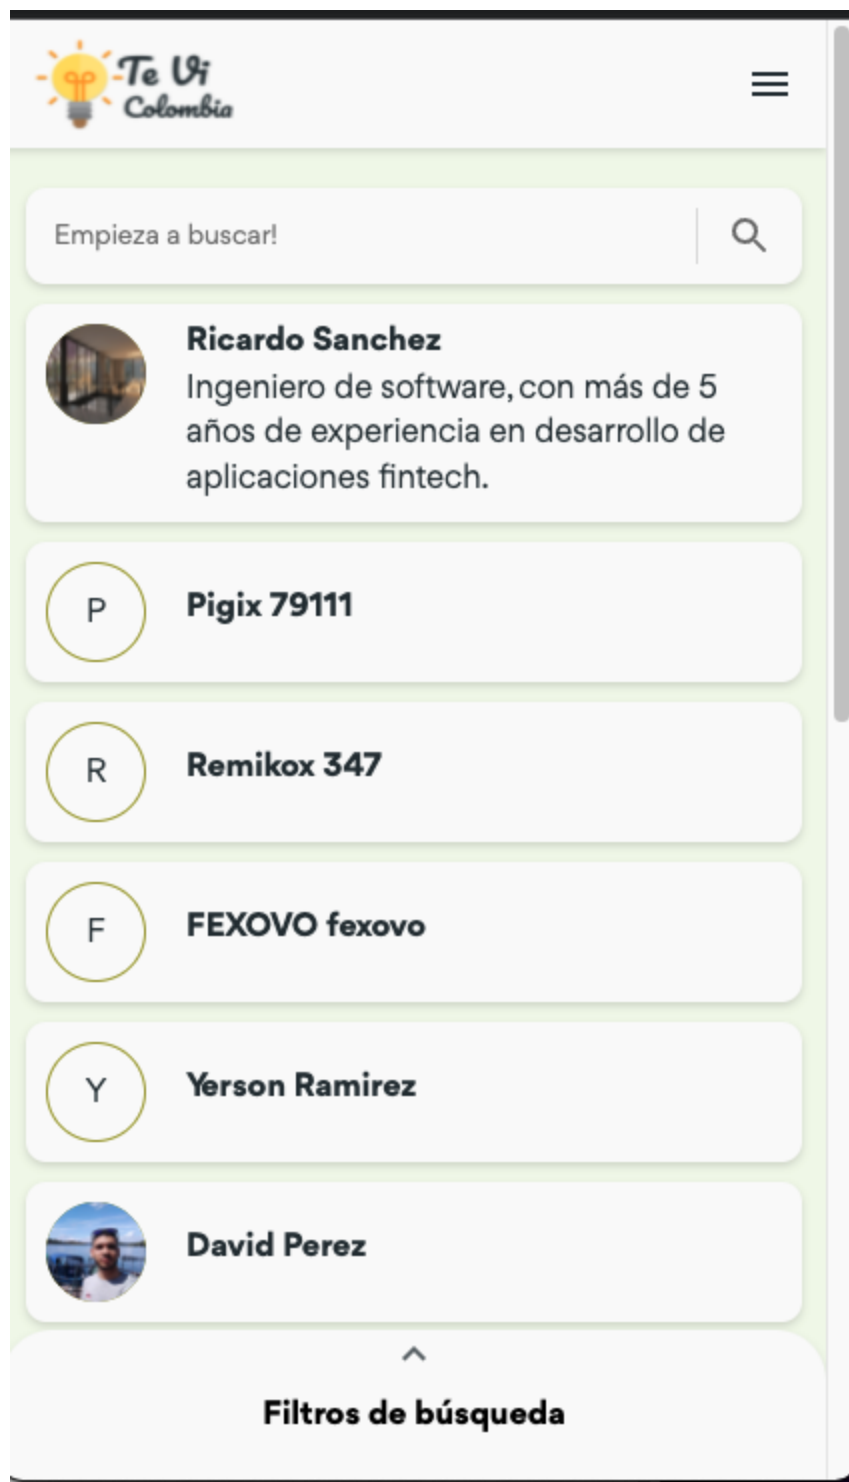 Te Vi
Colombia
Empieza a buscar!
Ricardo Sanchez
Ingeniero de software, con más de 5
años de experiencia en desarrollo de
aplicaciones fintech.
P
Pigix 79111
R
Remikox 347
F
FEXOVO fexovo
Y
Yerson Ramirez
David Perez
Filtros de búsqueda